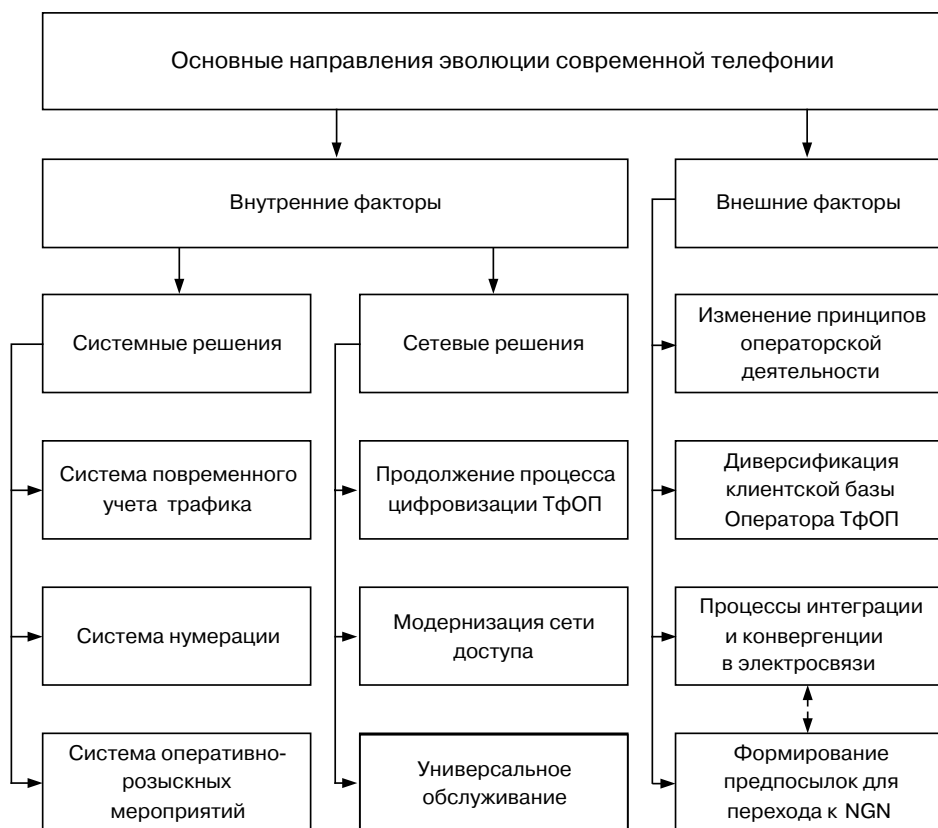 Основные направления эволюции современной телефонии
Внутренние факторы
Внешние факторы
Системные решения
Сетевые решения
Изменение принципов
операторской
деятельности
Система повременного
учета трафика
Продолжение процесса
цифровизации ТфОП
Диверсификация
клиентской базы
Оператора ТфОП
Система нумерации
Модернизация сети
доступа
Процессы интеграции
и конвергенции
в электросвязи
Система оперативно-
розыскных
мероприятий
Универсальное
обслуживание
Формирование
предпосылок для
перехода к NGN